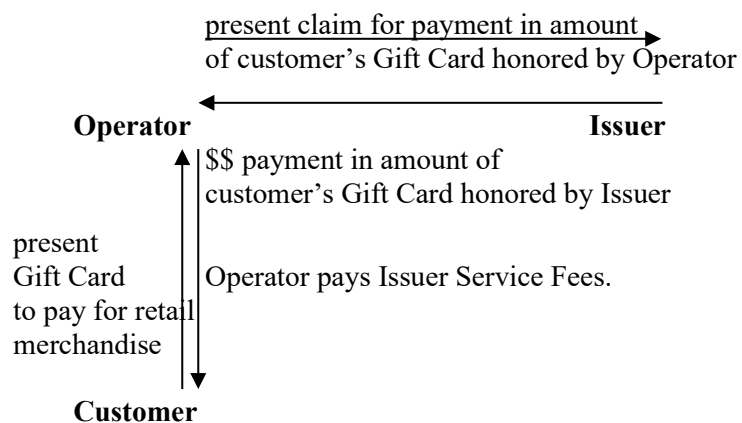 present claim for payment in amount
of customer's Gift Card honored by Operator
Operator
Issuer
$$ payment in amount of
customer's Gift Card honored by Issuer
present
Gift Card
to pay for retail
merchandise
Operator pays Issuer Service Fees.
Customer